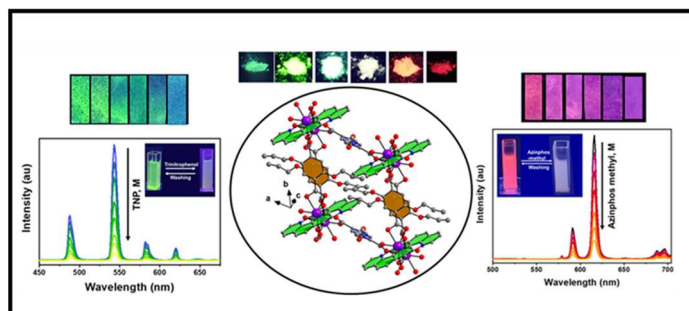 Intensity (au)
Trinitrophenol
Washing
TNP, M
450 500 550 600 650
Wavelength (nm)
b
a
c
Intensity (au)
Azinphos
methyl
Washing
Azinphos methyl, M
500 550 600 650 700
Wavelength (nm)